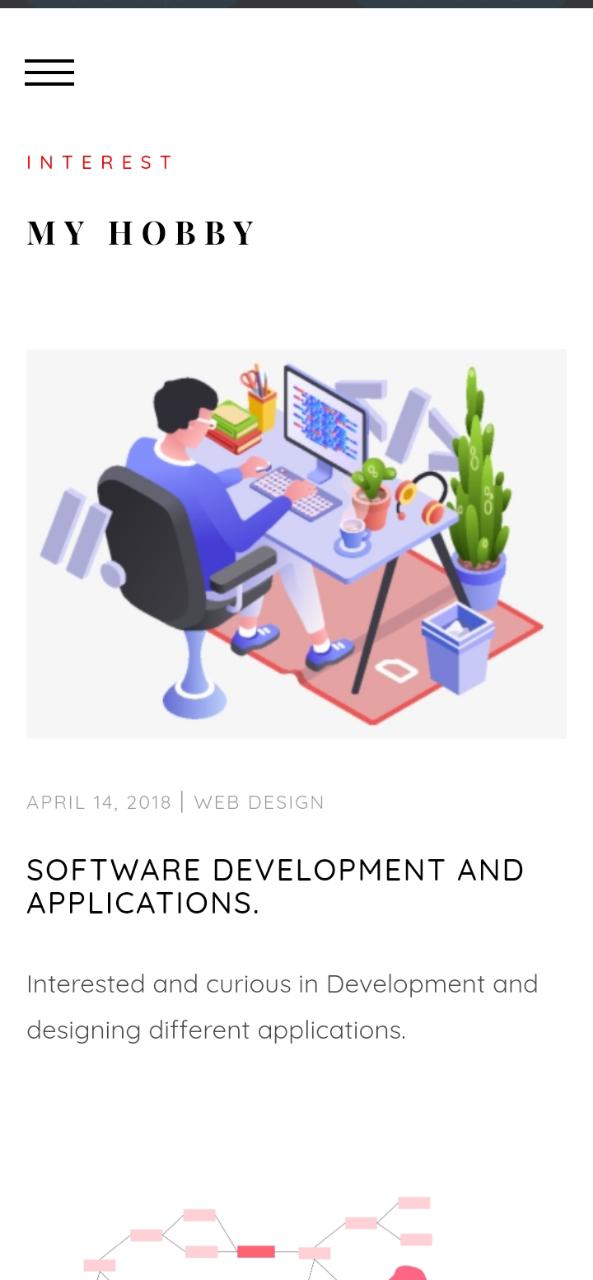 INTEREST
MY HOBBY
APRIL 14, 2018 | WEB DESIGN
SOFTWARE DEVELOPMENT AND
APPLICATIONS.
Interested and curious in Development and
designing different applications.